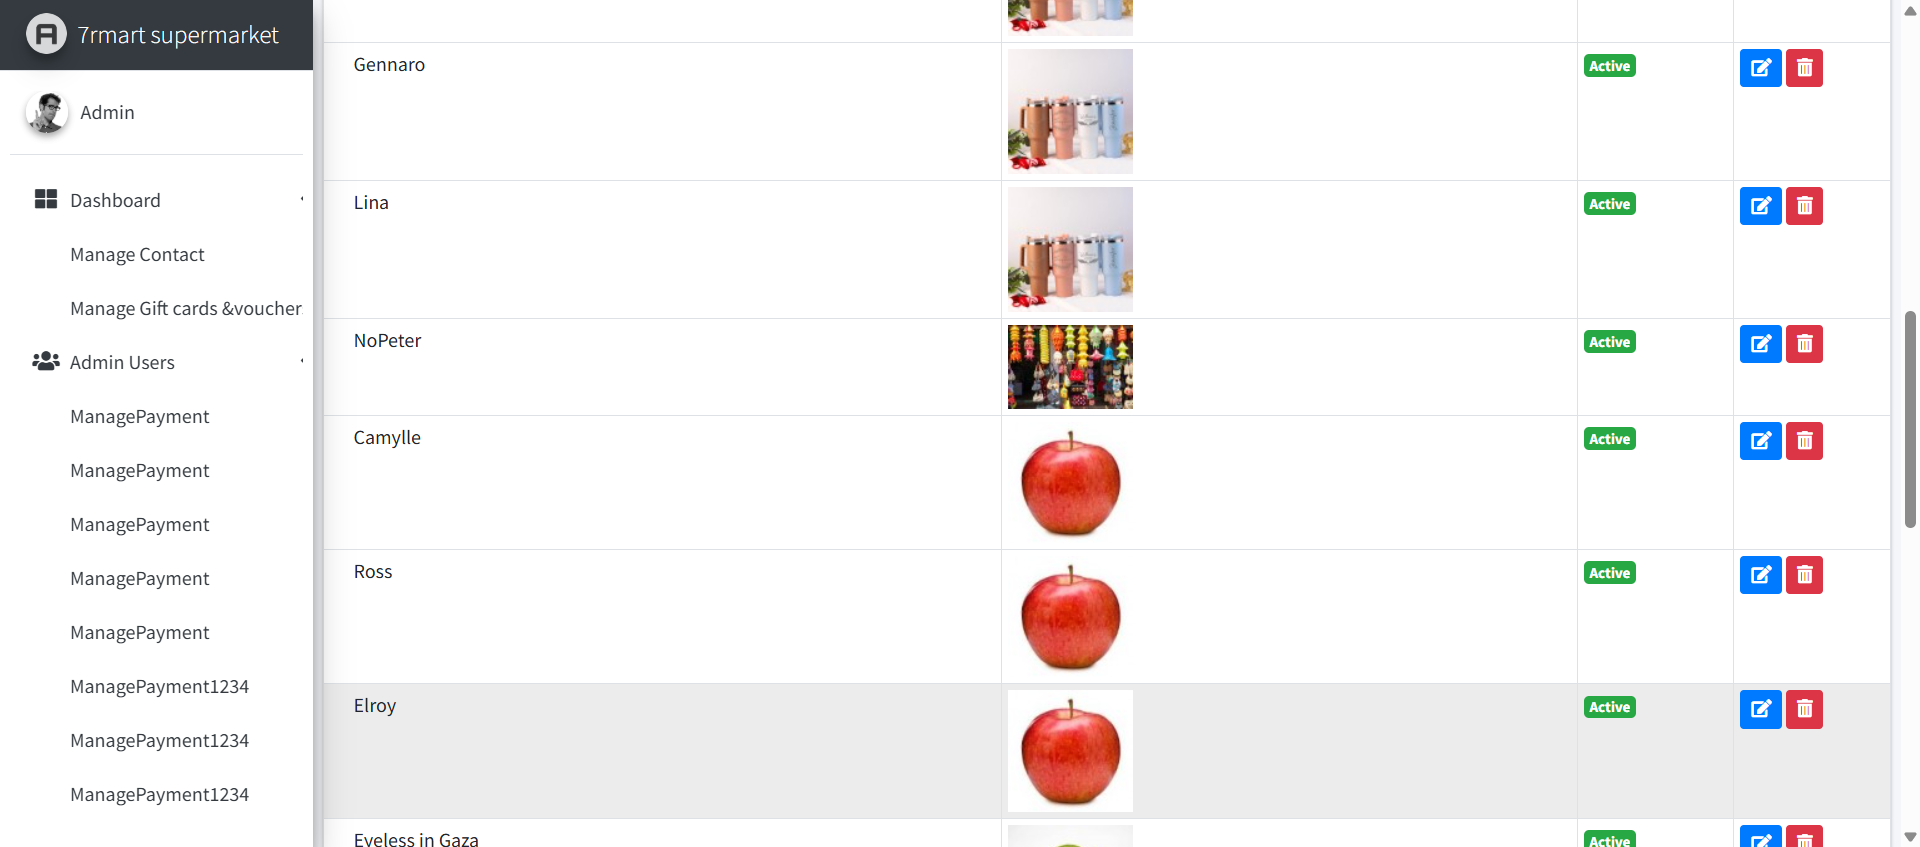 7rmart supermarket
Admin
Dashboard
Manage Contact
Manage Gift cards &voucher
Admin Users
ManagePayment
ManagePayment
ManagePayment
ManagePayment
ManagePayment
ManagePayment1234
ManagePayment1234
ManagePayment1234
Gennaro Active
Lina Active
NoPeter Active
Camylle Active
Ross Active
Elroy Active
Eyeless in Gaza Active